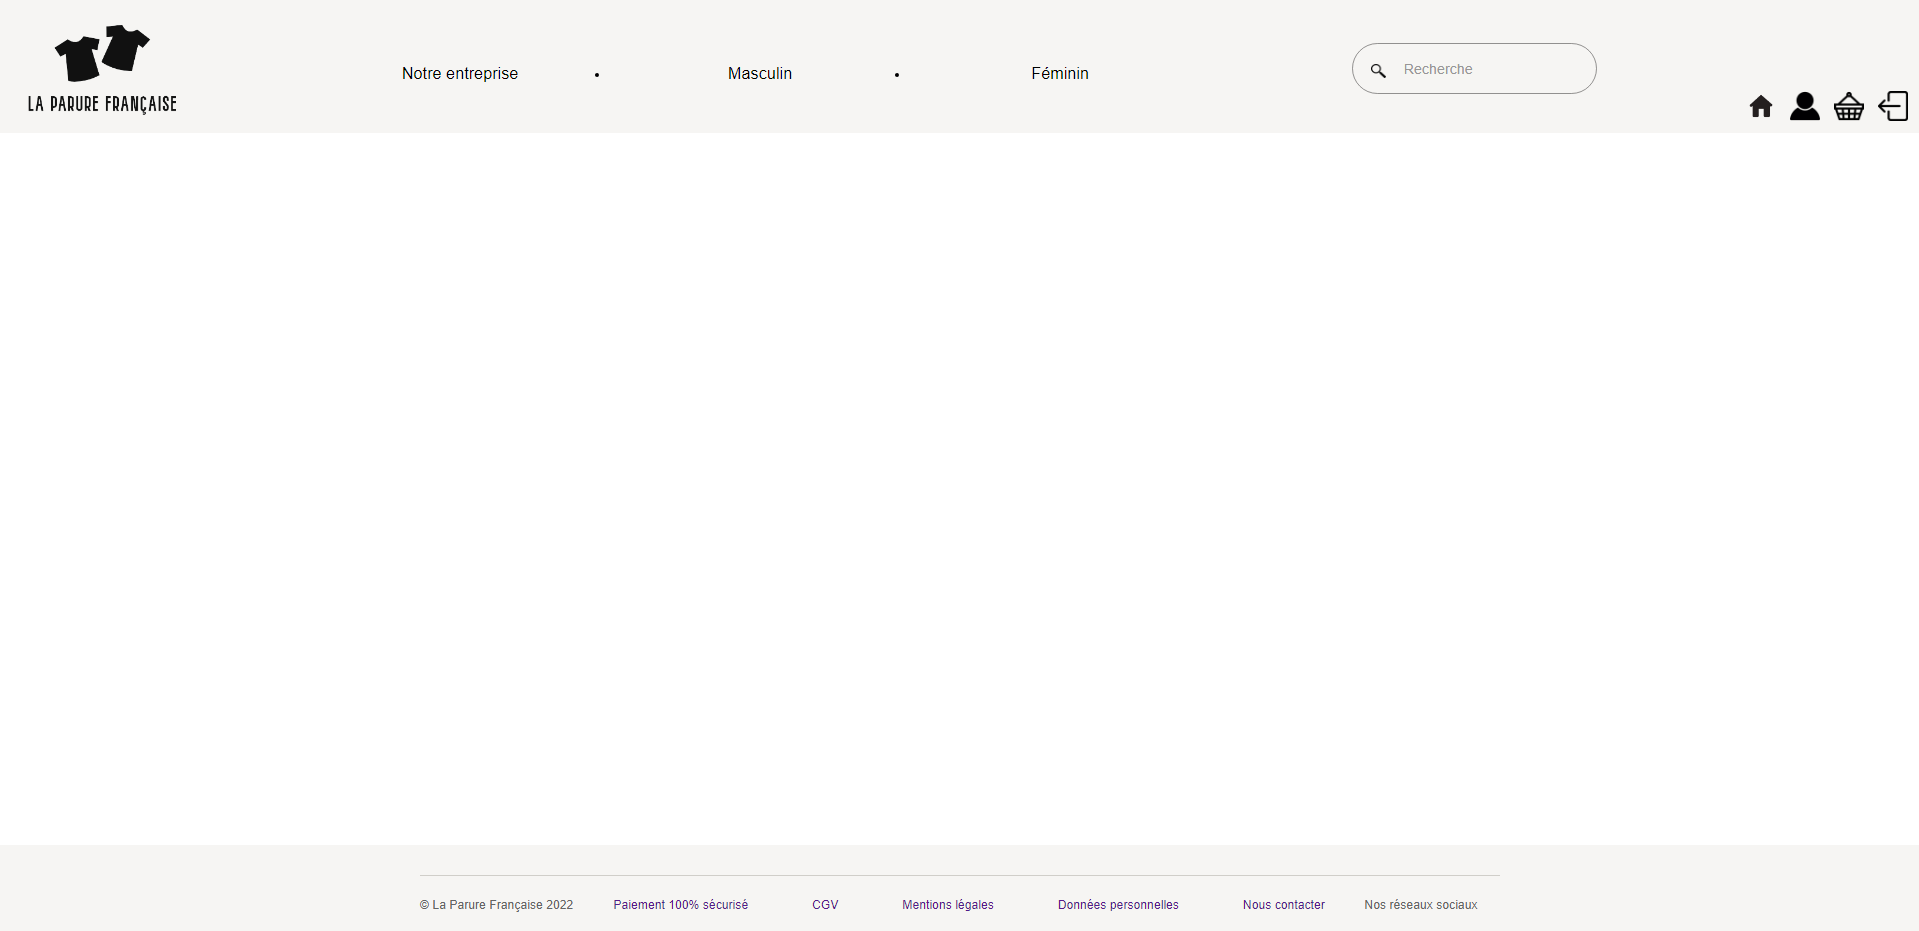 LA PARURE FRANÇAISE
Notre entreprise
•
Masculin
•
Féminin
Recherche
© La Parure Française 2022
Paiement 100% sécurisé
CGV
Mentions légales
Données personnelles
Nous contacter
Nos réseaux sociaux